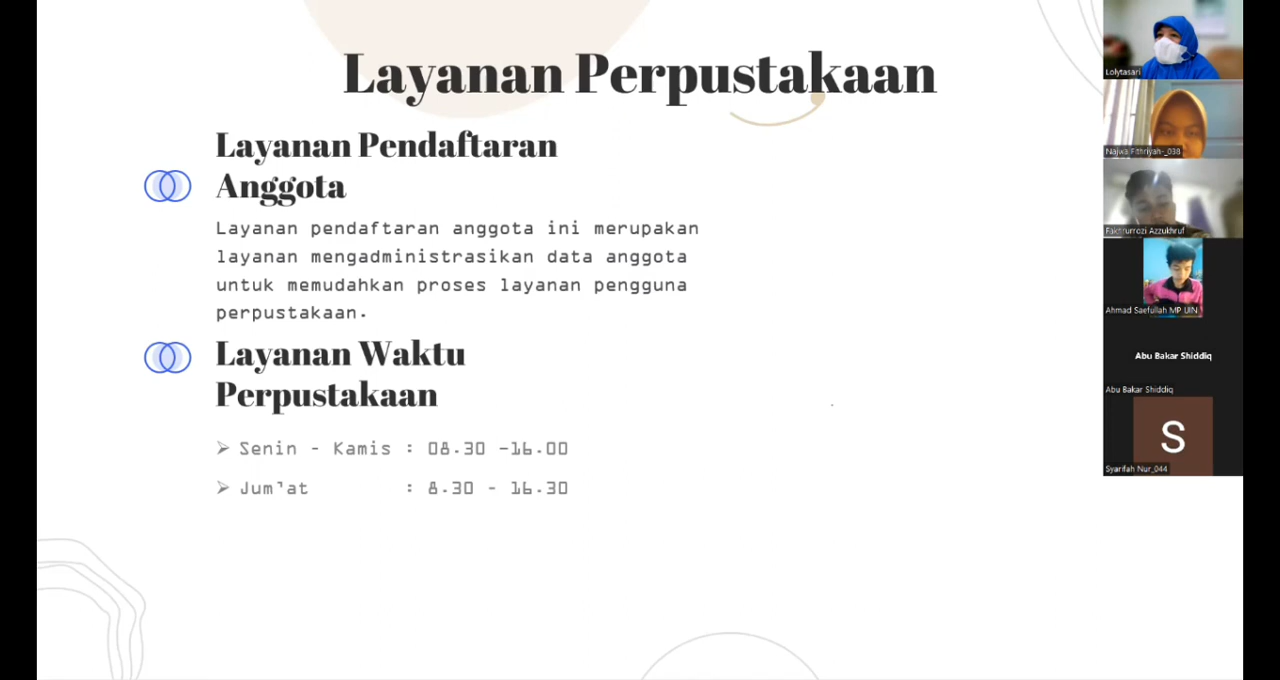 Layanan Perpustakaan
Layanan Pendaftaran
Anggota
Layanan pendaftaran anggota ini merupakan
layanan mengadministrasikan data anggota
untuk memudahkan proses layanan pengguna
perpustakaan.
Layanan Waktu
Perpustakaan
➢ Senin - Kamis : 08.30 -16.00
➢ Jum'at : 8.30 - 16.30
Lolytasari
Najwa Fithriyah-_038
Fakhrurrozi Azzukhruf
Ahmad Saefullah MP UIN
Abu Bakar Shiddiq
Abu Bakar Shiddiq
S
Syarifah Nur_044